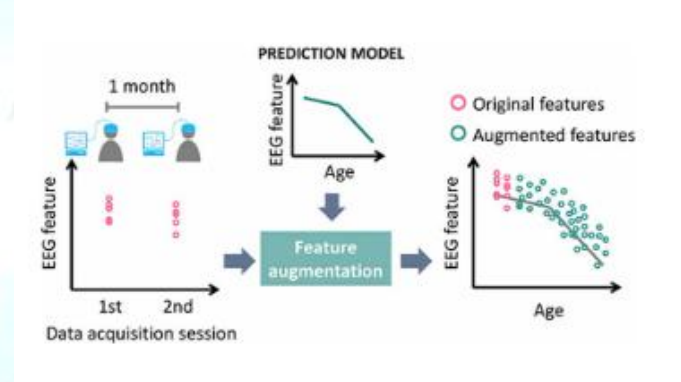 PREDICTION MODEL
1 month
EEG feature
Age
Original features
Augmented features
EEG feature
1st 2nd
Data acquisition session
Feature
augmentation
EEG feature
Age